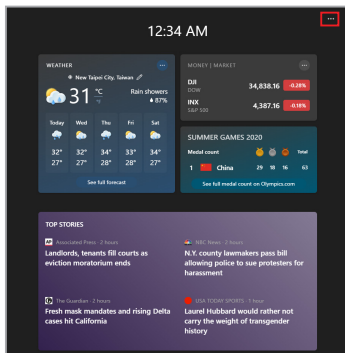 ...
12:34 AM
WEATHER
...
New Taipei City, Taiwan
31 °C
°F
Rain showers
87%
Today Wed Thu Fri Sat
32° 32° 34° 33° 34°
27° 27° 28° 27° 27°
See full forecast
MONEY | MARKET
...
DJI
DOW
34,838.16 -0.28%
INX
S&P 500
4,387.16 -0.18%
SUMMER GAMES 2020
Medal count Total
1 China 29 18 16 63
See full medal count on Olympics.com
TOP STORIES
AP Associated Press · 2 hours
Landlords, tenants fill courts as
eviction moratorium ends
NBC News · 2 hours
N.Y. county lawmakers pass bill
allowing police to sue protesters for
harassment
The Guardian · 2 hours
Fresh mask mandates and rising Delta
cases hit California
USA TODAY SPORTS · 1 hour
Laurel Hubbard would rather not
carry the weight of transgender
history